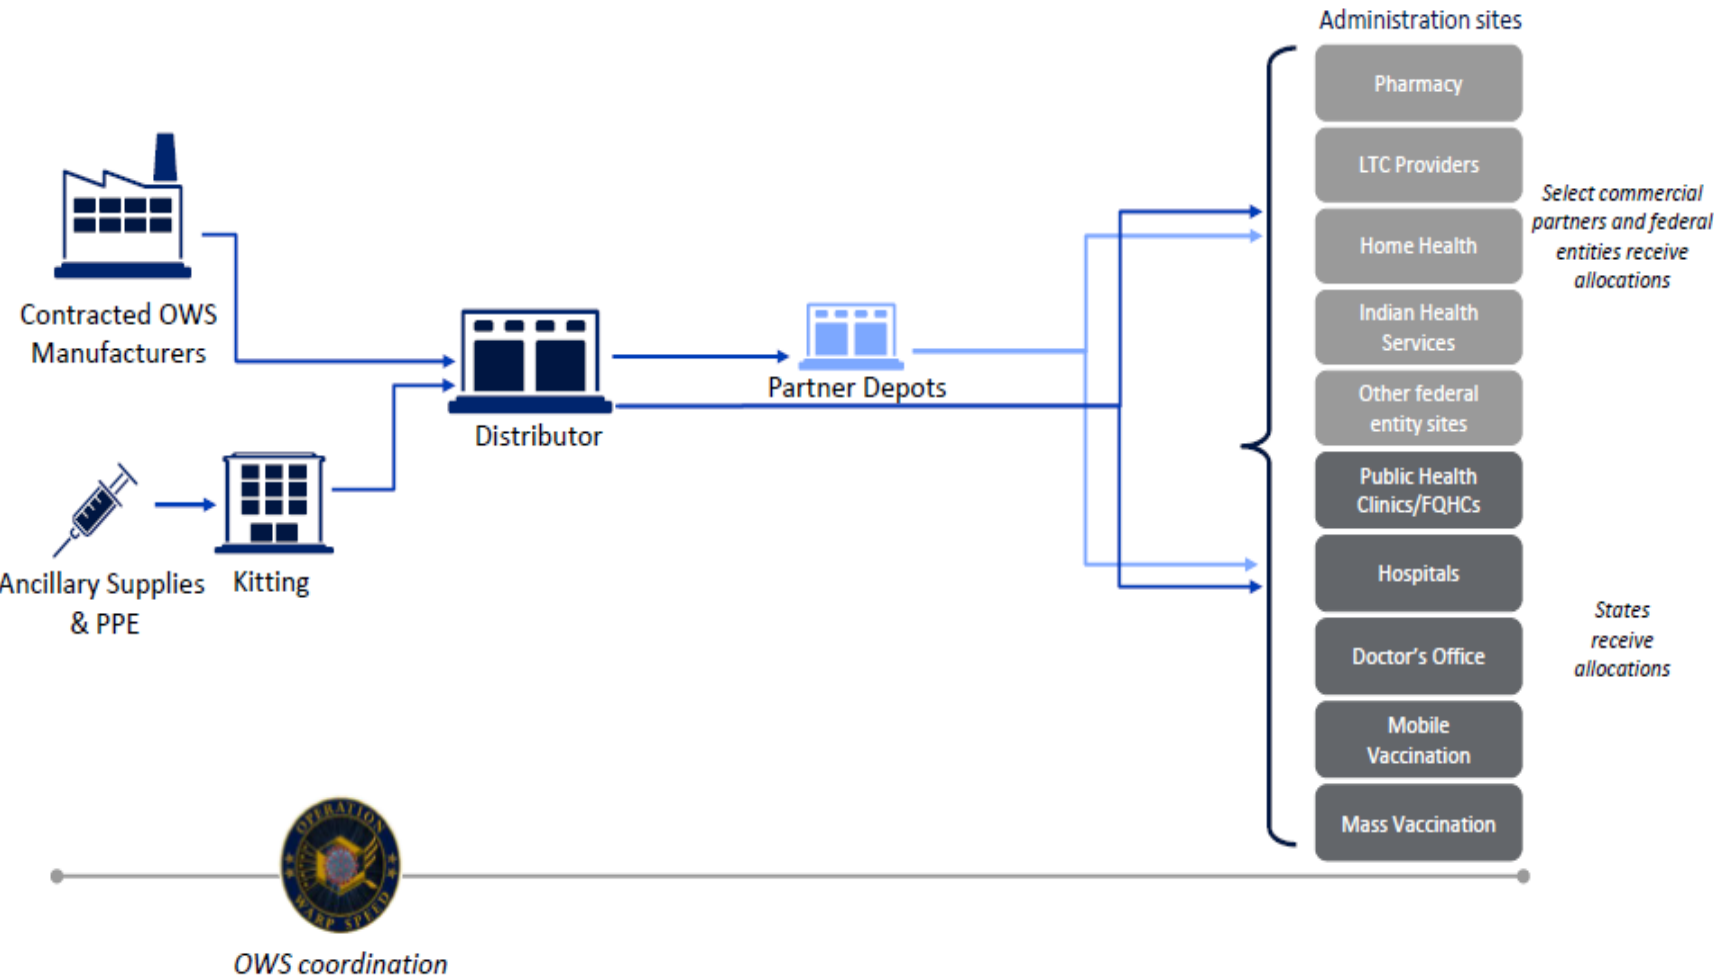 Administration sites
Pharmacy
LTC Providers
Home Health
Indian Health
Services
Other federal
entity sites
Public Health
Clinics/FQHCs
Hospitals
Doctor's Office
Mobile
Vaccination
Mass Vaccination
Select commercial
partners and federal
entities receive
allocations
States
receive
allocations
Contracted OWS
Manufacturers
Distributor
Partner Depots
Ancillary Supplies
& PPE
Kitting
OPERATION
WARP SPEED
OWS coordination